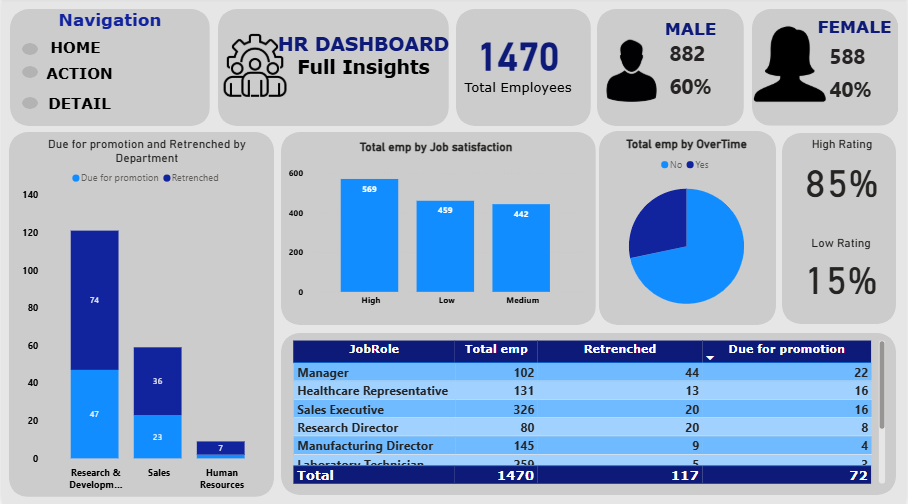 Navigation
HOME
ACTION
DETAIL
HR DASHBOARD
Full Insights
1470
Total Employees
MALE
882
60%
FEMALE
588
40%
Due for promotion and Retrenched by
Department
Due for promotion Retrenched
140
120
100
80
60
40
20
0
74
47
36
23
7
Research &
Developm...
Sales
Human
Resources
Total emp by Job satisfaction
600
400
200
0
569
459
442
High
Low
Medium
Total emp by OverTime
No Yes
High Rating
85%
Low Rating
15%
JobRole Total emp Retrenched Due for promotion
Manager 102 44 22
Healthcare Representative 131 13 16
Sales Executive 326 20 16
Research Director 80 20 8
Manufacturing Director 145 9 4
Laboratory Technician 259 5 3
Total 1470 117 72